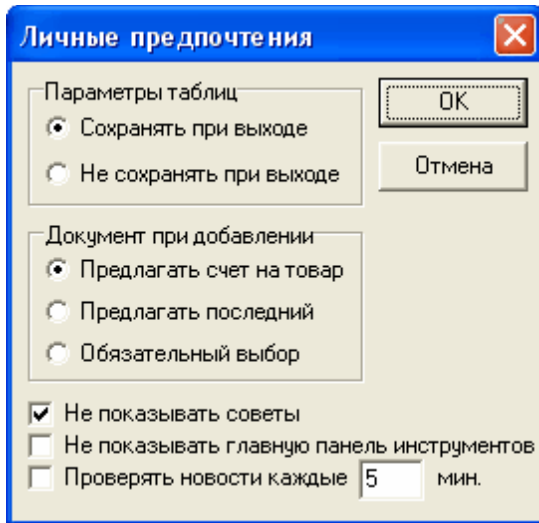 Личные предпочтения
Параметры таблиц
Сохранять при выходе
Не сохранять при выходе
OK
Отмена
Документ при добавлении
Предлагать счет на товар
Предлагать последний
Обязательный выбор
Не показывать советы
Не показывать главную панель инструментов
Проверять новости каждые 5 мин.